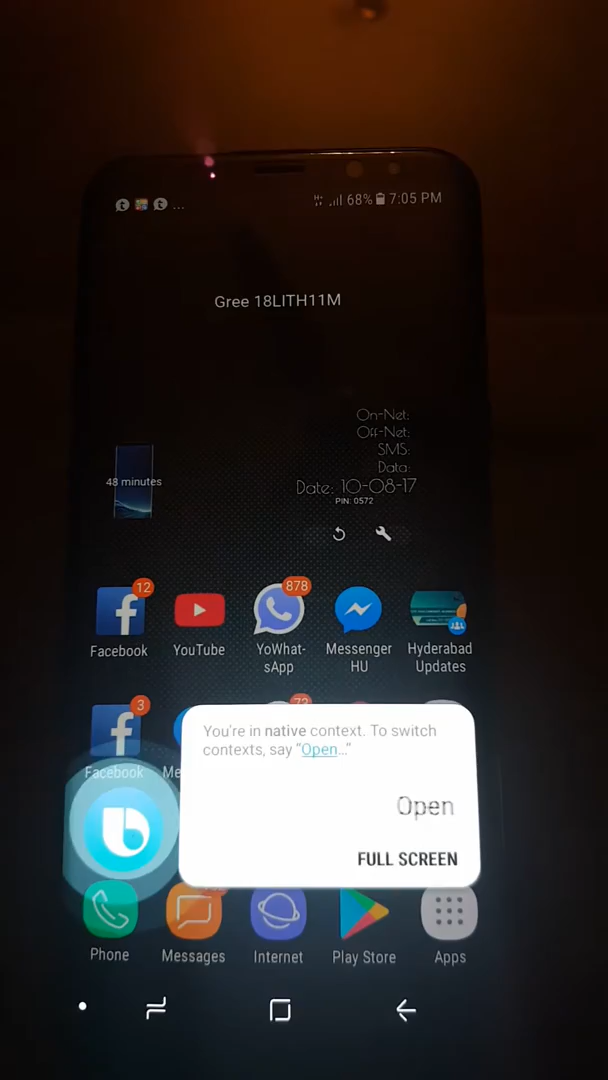 68% 7:05 PM
Gree 18LITH11M
On-Net:
Off-Net:
SMS:
Data:
Date: 10-08-17
PIN: 0572
48 minutes
12
878
Facebook
YouTube
YoWhat-
sApp
Messenger
HU
Hyderabad
Updates
3
Facebook
Me
You're in native context. To switch
contexts, say “Open...”
Open
FULL SCREEN
Phone
Messages
Internet
Play Store
Apps